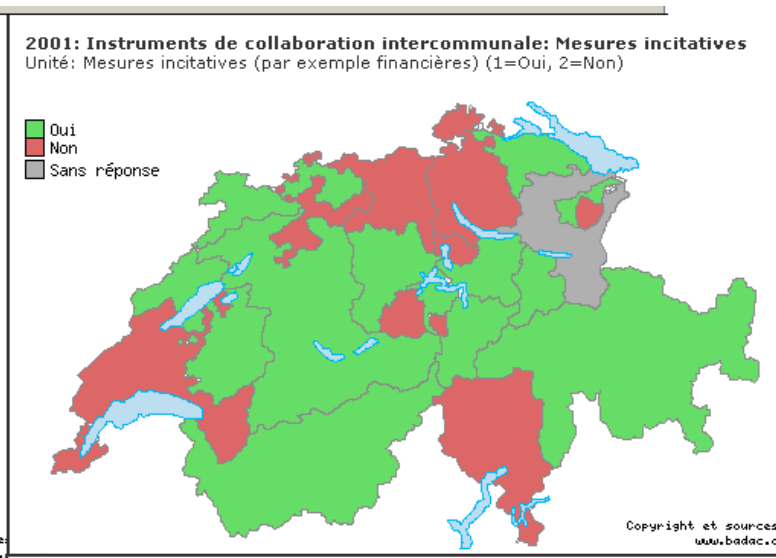 2001: Instruments de collaboration intercommunale: Mesures incitatives
Unité: Mesures incitatives (par exemple financières) (1=Oui, 2=Non)
Oui
Non
Sans réponse
Copyright et sources
www.badac.c